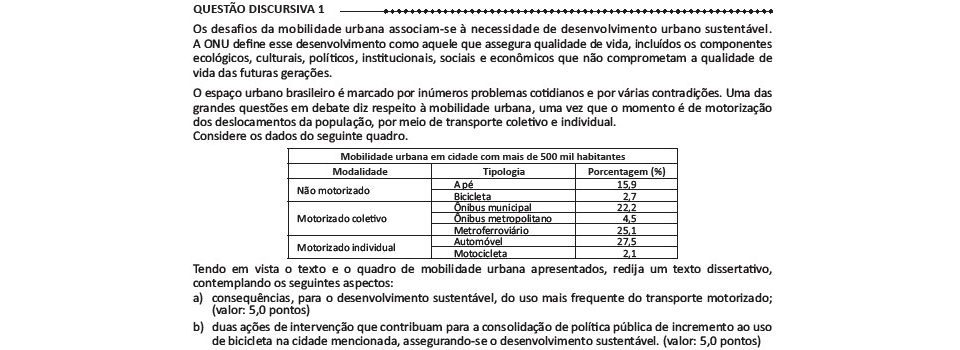 QUESTÃO DISCURSIVA 1
Os desafios da mobilidade urbana associam-se à necessidade de desenvolvimento urbano sustentável.
A ONU define esse desenvolvimento como aquele que assegura qualidade de vida, incluídos os componentes
ecológicos, culturais, políticos, institucionais, sociais e econômicos que não comprometam a qualidade de
vida das futuras gerações.
O espaço urbano brasileiro é marcado por inúmeros problemas cotidianos e por várias contradições. Uma das
grandes questões em debate diz respeito à mobilidade urbana, uma vez que o momento é de motorização
dos deslocamentos da população, por meio de transporte coletivo e individual.
Considere os dados do seguinte quadro.
Mobilidade urbana em cidade com mais de 500 mil habitantes
Modalidade Tipologia Porcentagem (%)
Não motorizado A pé 15,9
Bicicleta 2,7
Motorizado coletivo Ônibus municipal 22,2
Ônibus metropolitano 4,5
Metroferroviário 25,1
Motorizado individual Automóvel 27,5
Motocicleta 2,1
Tendo em vista o texto e o quadro de mobilidade urbana apresentados, redija um texto dissertativo,
contemplando os seguintes aspectos:
a) consequências, para o desenvolvimento sustentável, do uso mais frequente do transporte motorizado;
(valor: 5,0 pontos)
b) duas ações de intervenção que contribuam para a consolidação de política pública de incremento ao uso
de bicicleta na cidade mencionada, assegurando-se o desenvolvimento sustentável. (valor: 5,0 pontos)